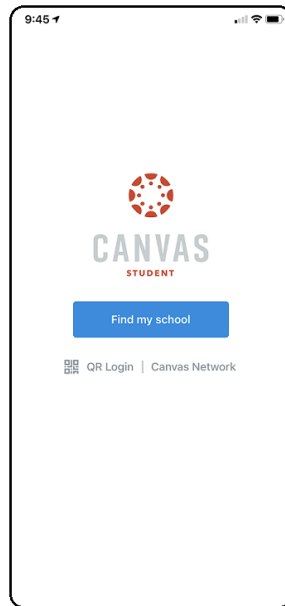 9:45
CANVAS
STUDENT
Find my school
QR Login | Canvas Network